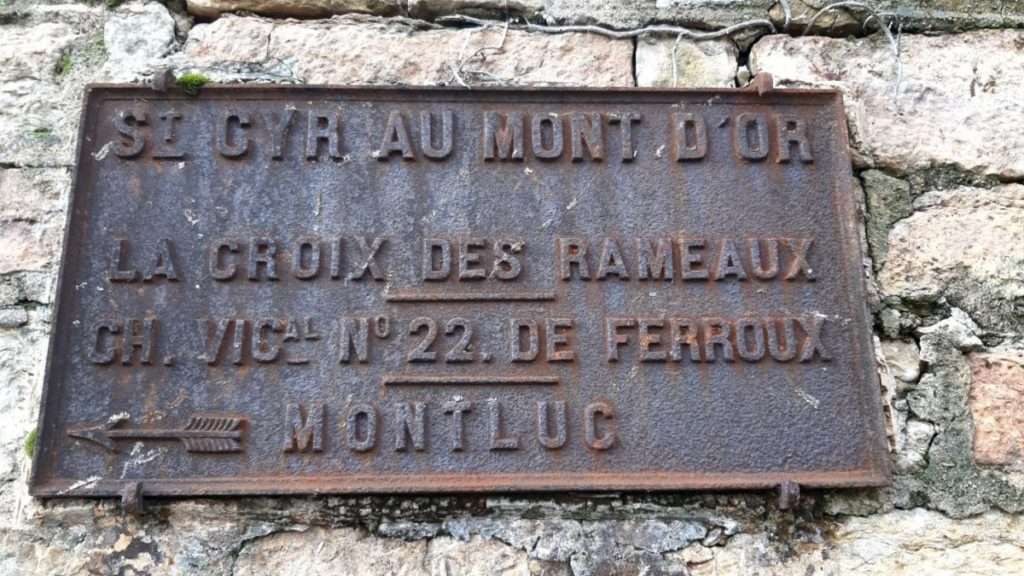 ST CYR AU MONT D'OR
LA CROIX DES RAMEAUX
CH. VICAL NO 22. DE FERROUX
MONTLUC